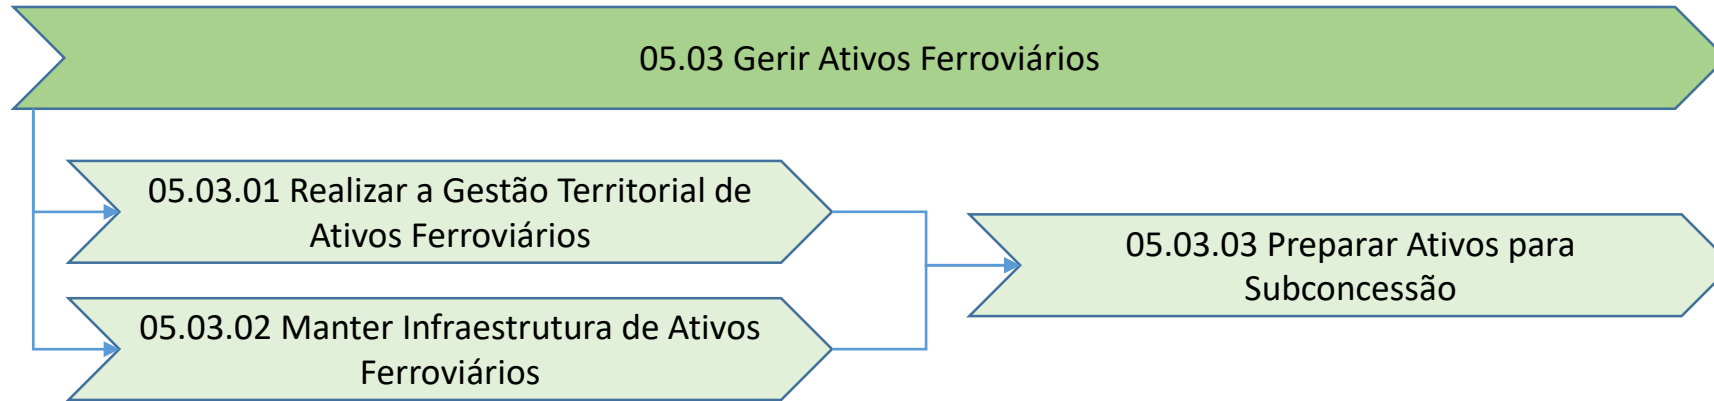 05.03 Gerir Ativos Ferroviários
05.03.01 Realizar a Gestão Territorial de
Ativos Ferroviários
05.03.02 Manter Infraestrutura de Ativos
Ferroviários
05.03.03 Preparar Ativos para
Subconcessão